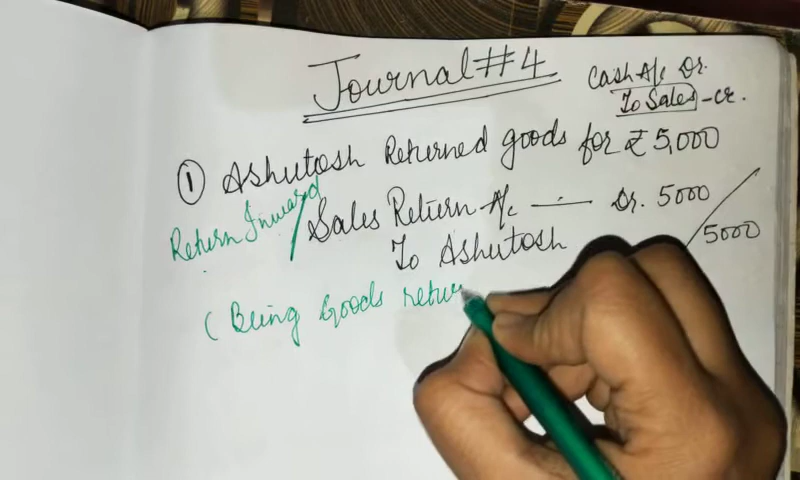 Journal #4
Cash A/c Dr.
To Sales - cr.
① Ashutosh Returned goods for ₹ 5,000
Return Inward / Sales Return A/c — Dr. 5000
To Ashutosh 5000
(Being Goods retur